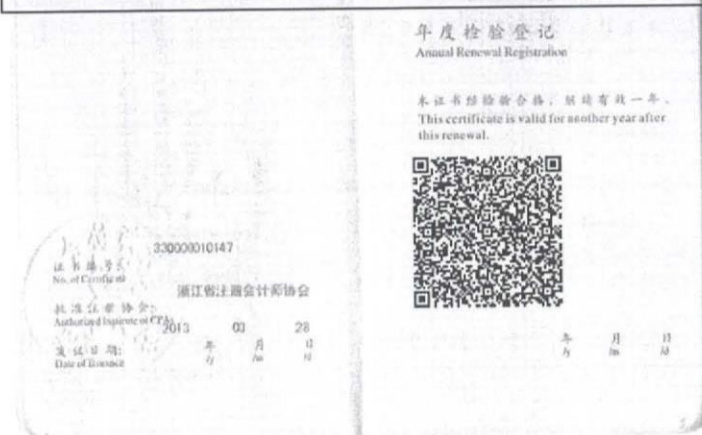 证书编号:
No. of Certificate
330000010147
批准注册协会:
Authorized Institute of CPAs
浙江省注册会计师协会
发证日期:
Date of Issuance
2013 年 03 月 28 日
/y /m /d
年度检验登记
Annual Renewal Registration
本证书经检验合格，继续有效一年。
This certificate is valid for another year after
this renewal.
年 月 日
/y /m /d
5